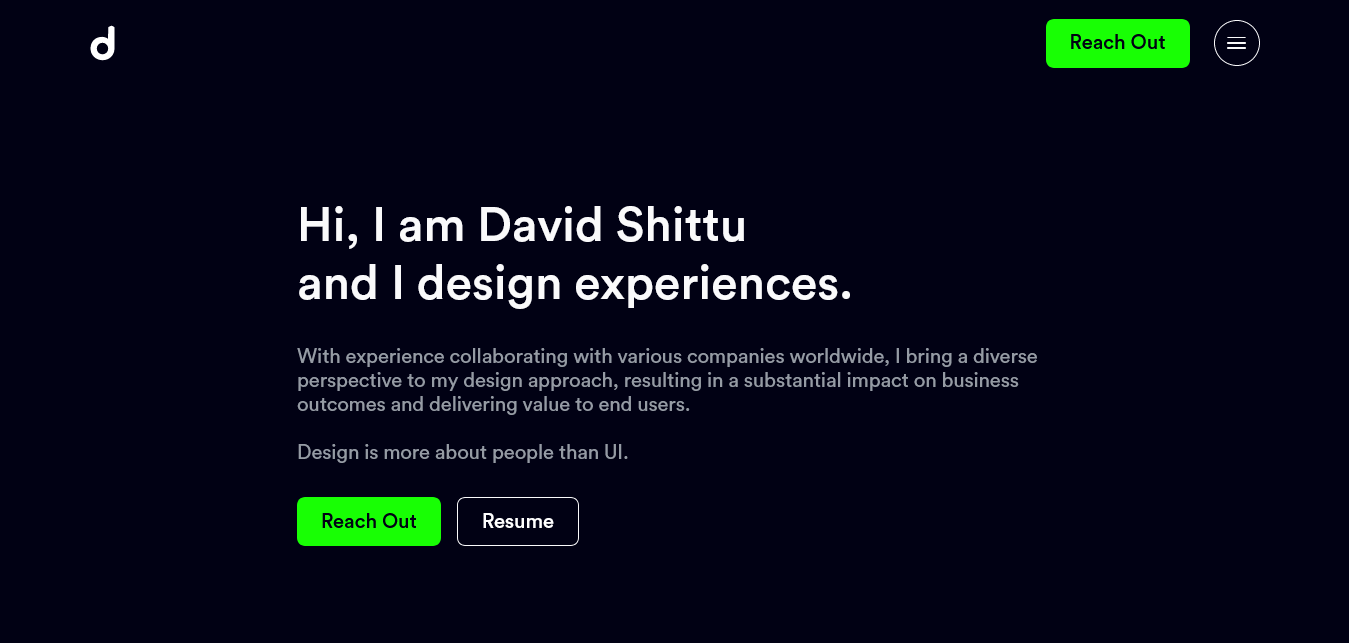 d
Reach Out
Hi, I am David Shittu
and I design experiences.
With experience collaborating with various companies worldwide, I bring a diverse
perspective to my design approach, resulting in a substantial impact on business
outcomes and delivering value to end users.
Design is more about people than UI.
Reach Out
Resume